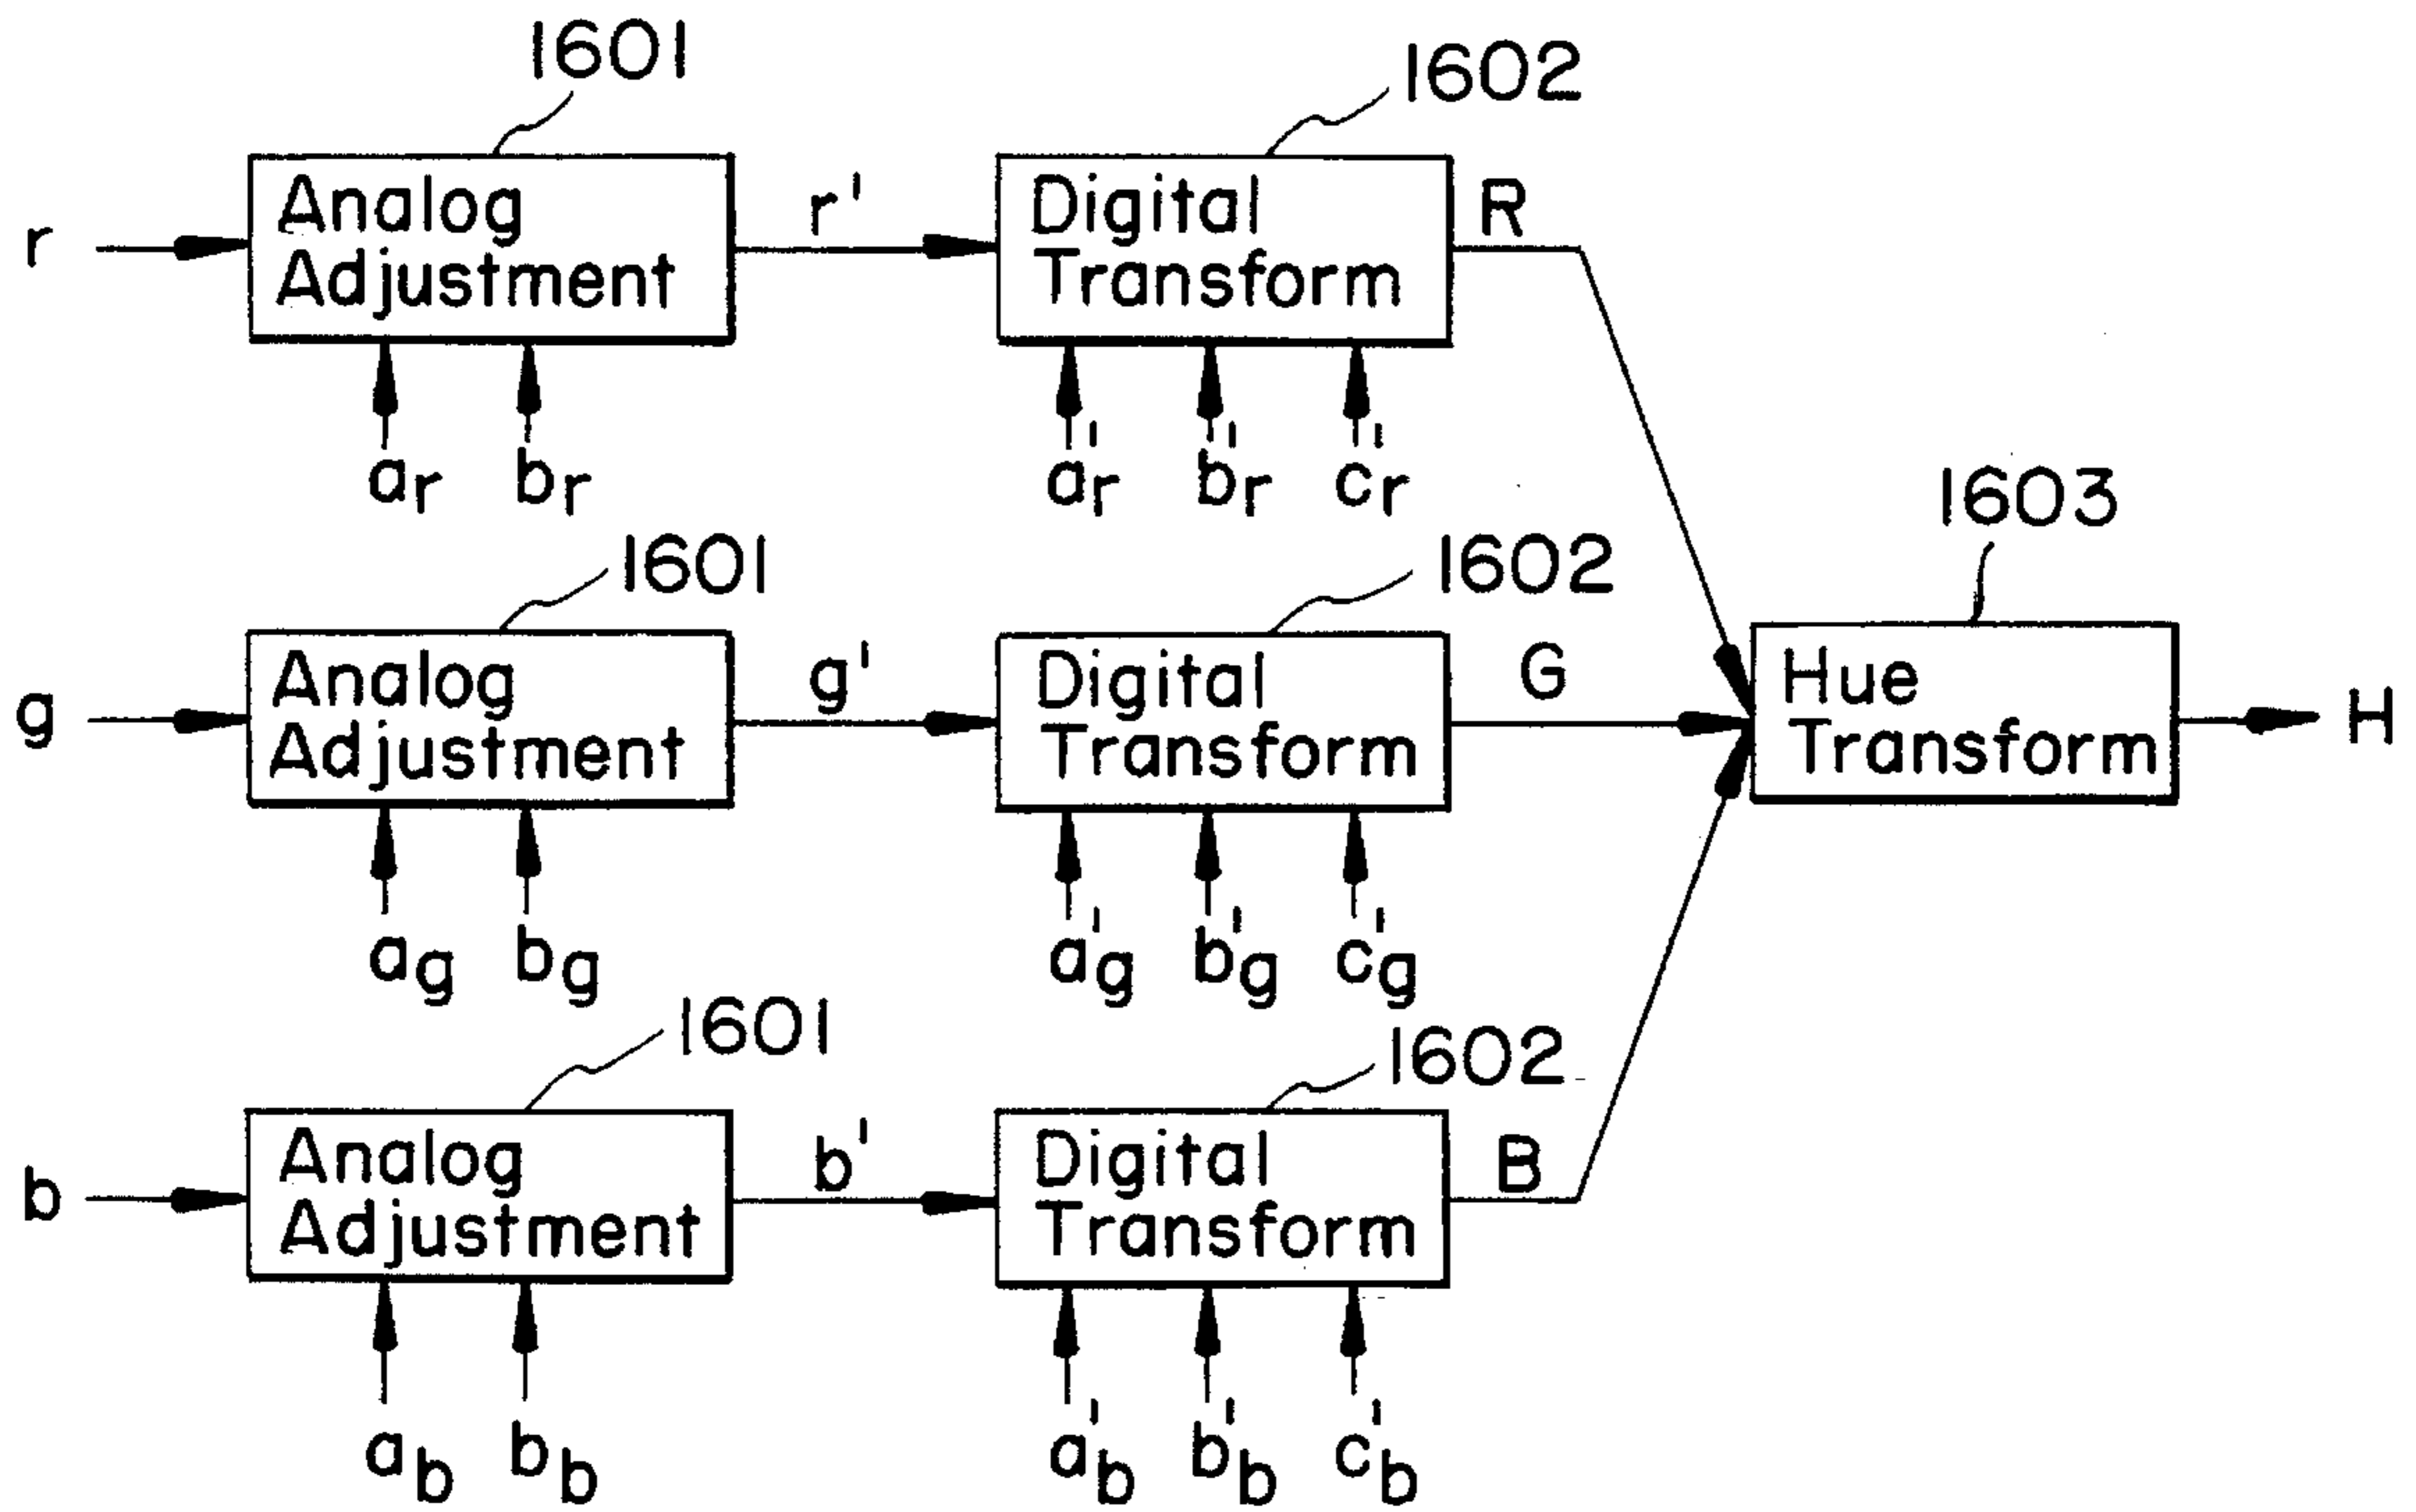 1601
1602
r
Analog
Adjustment
r'
Digital
Transform
R
ar br
a'r b'r c'r
1603
1601
1602
g
Analog
Adjustment
g'
Digital
Transform
G
Hue
Transform
H
ag bg
a'g b'g c'g
1601
1602
b
Analog
Adjustment
b'
Digital
Transform
B
ab bb
a'b b'b c'b